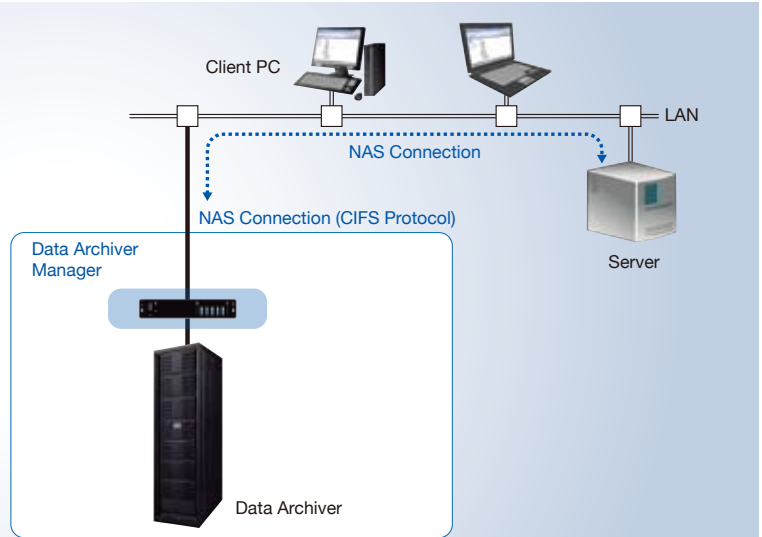 Client PC
LAN
NAS Connection
NAS Connection (CIFS Protocol)
Data Archiver
Manager
Server
Data Archiver